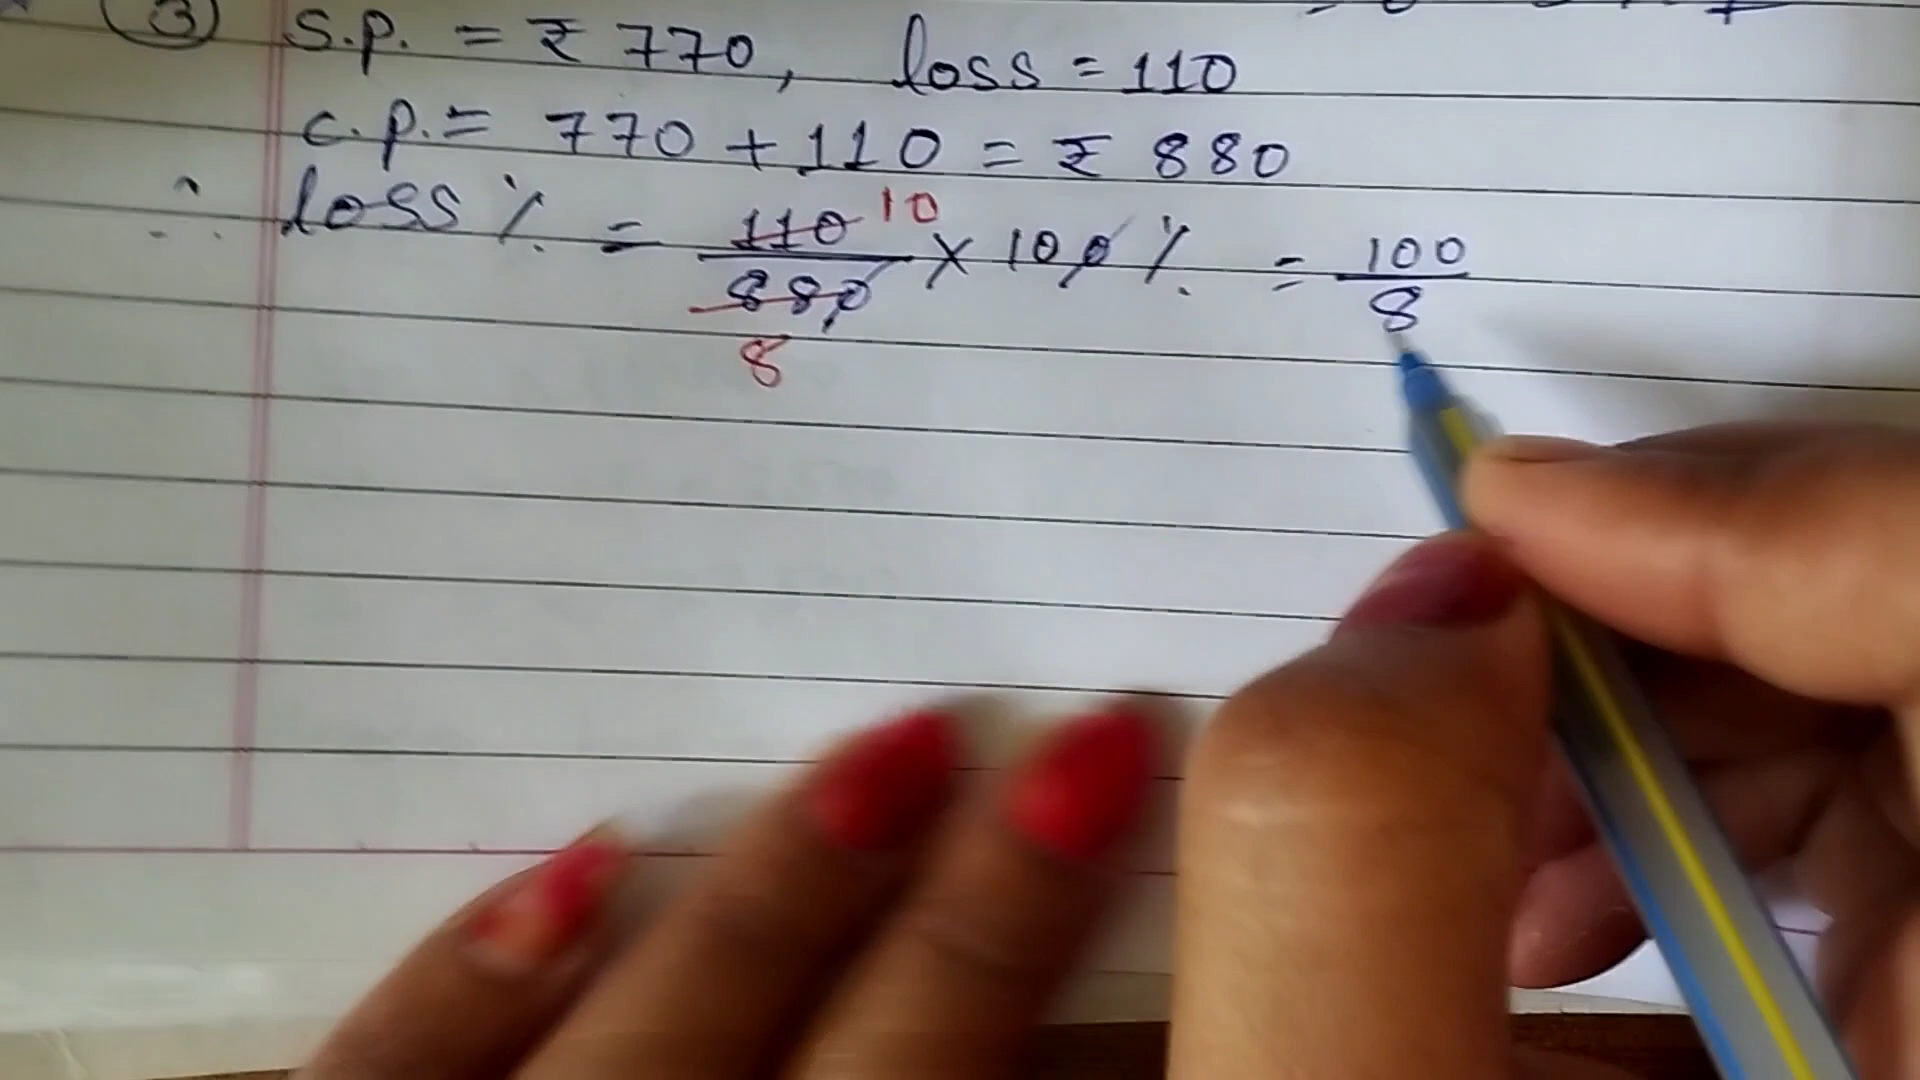 ③ S.P. = ₹ 770, loss = 110
C.P. = 770 + 110 = ₹ 880
∴ loss % = 110/880 × 100 % = 100/8
10
8